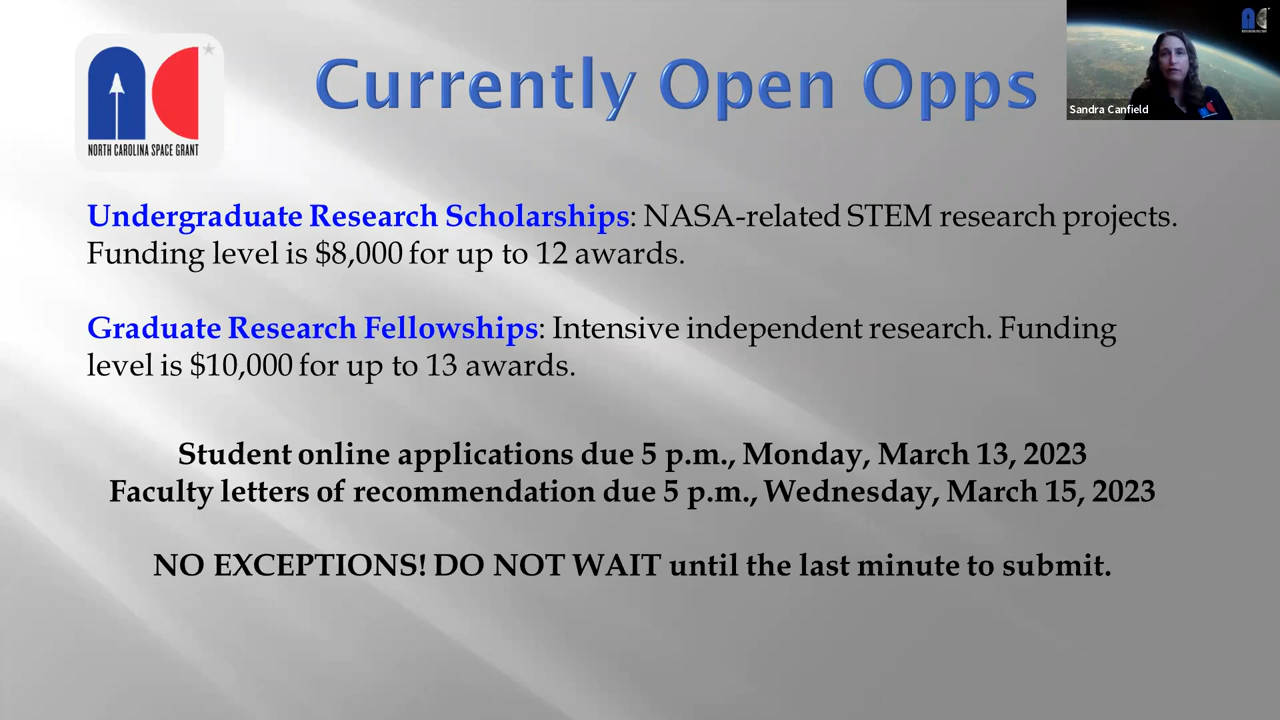 NORTH CAROLINA SPACE GRANT
Currently Open Opps
Sandra Canfield
Undergraduate Research Scholarships: NASA-related STEM research projects.
Funding level is $8,000 for up to 12 awards.
Graduate Research Fellowships: Intensive independent research. Funding
level is $10,000 for up to 13 awards.
Student online applications due 5 p.m., Monday, March 13, 2023
Faculty letters of recommendation due 5 p.m., Wednesday, March 15, 2023
NO EXCEPTIONS! DO NOT WAIT until the last minute to submit.